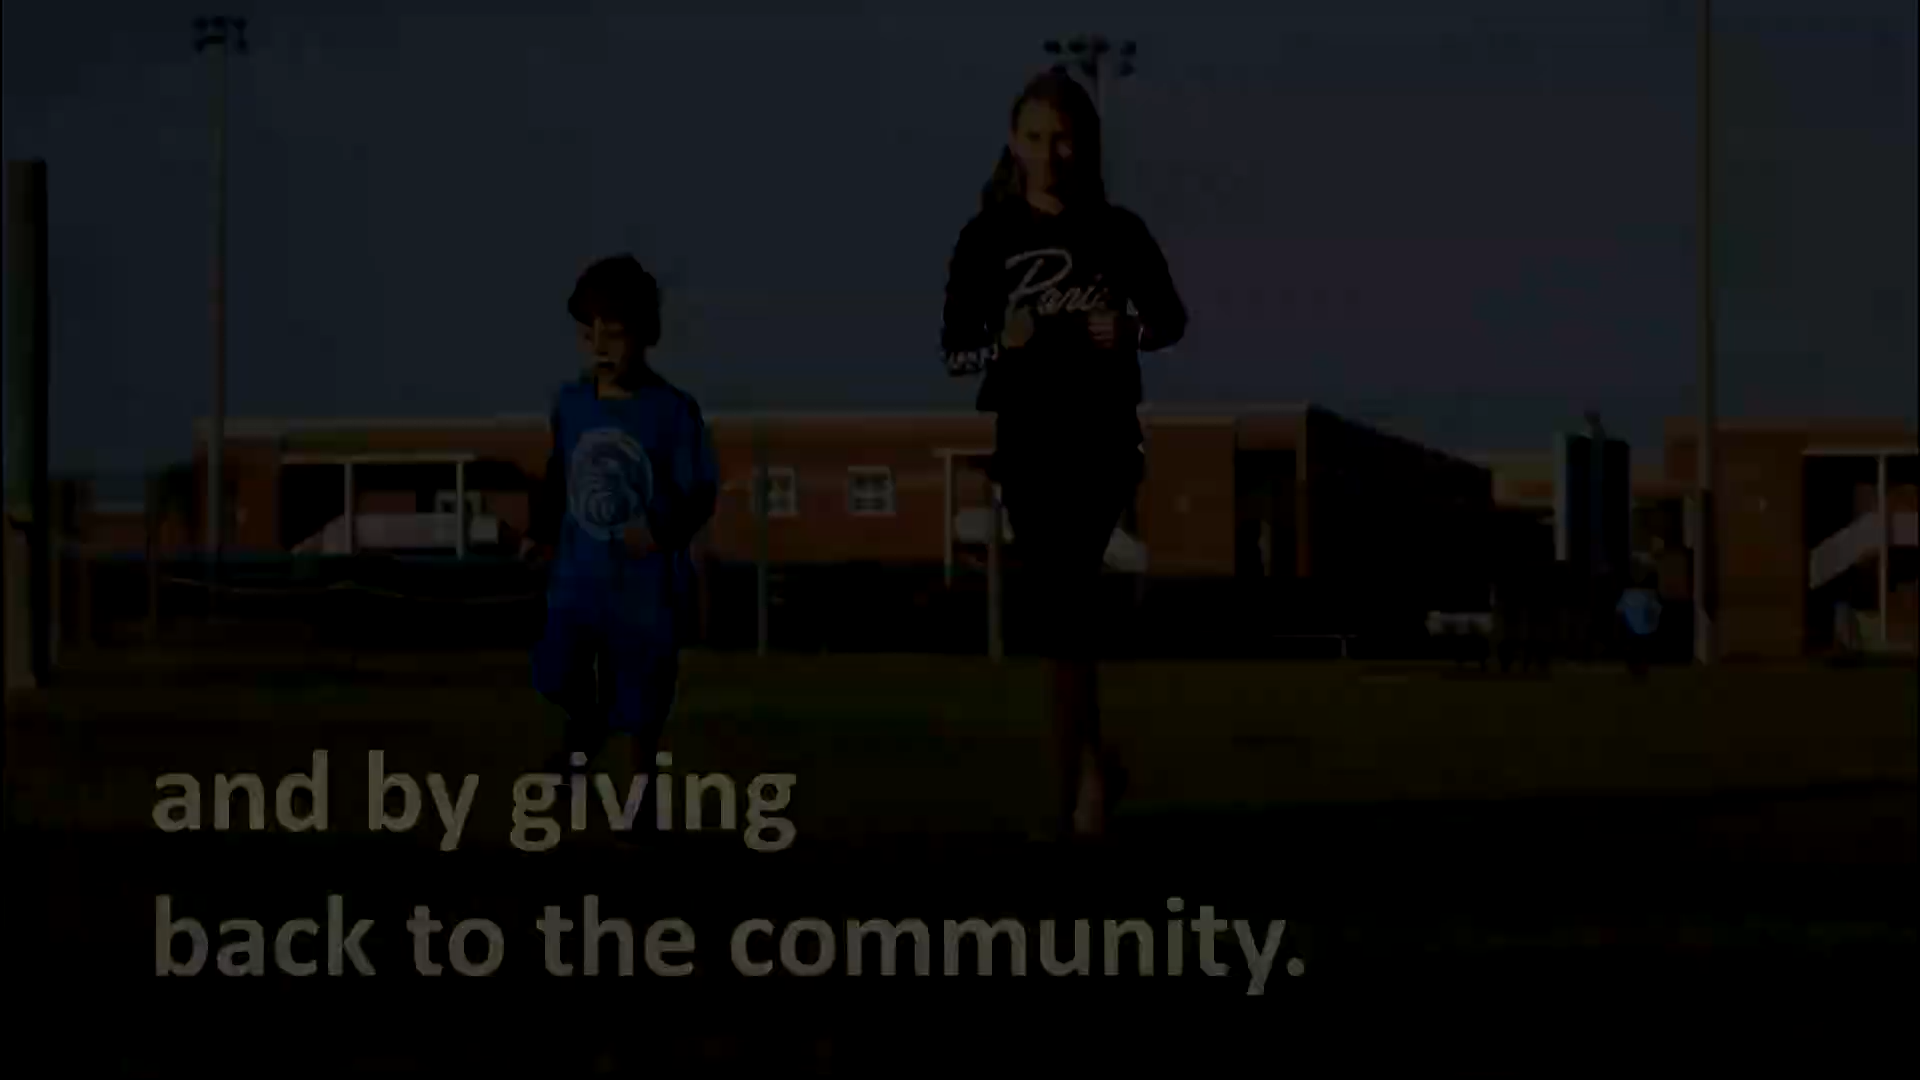 and by giving
back to the community.